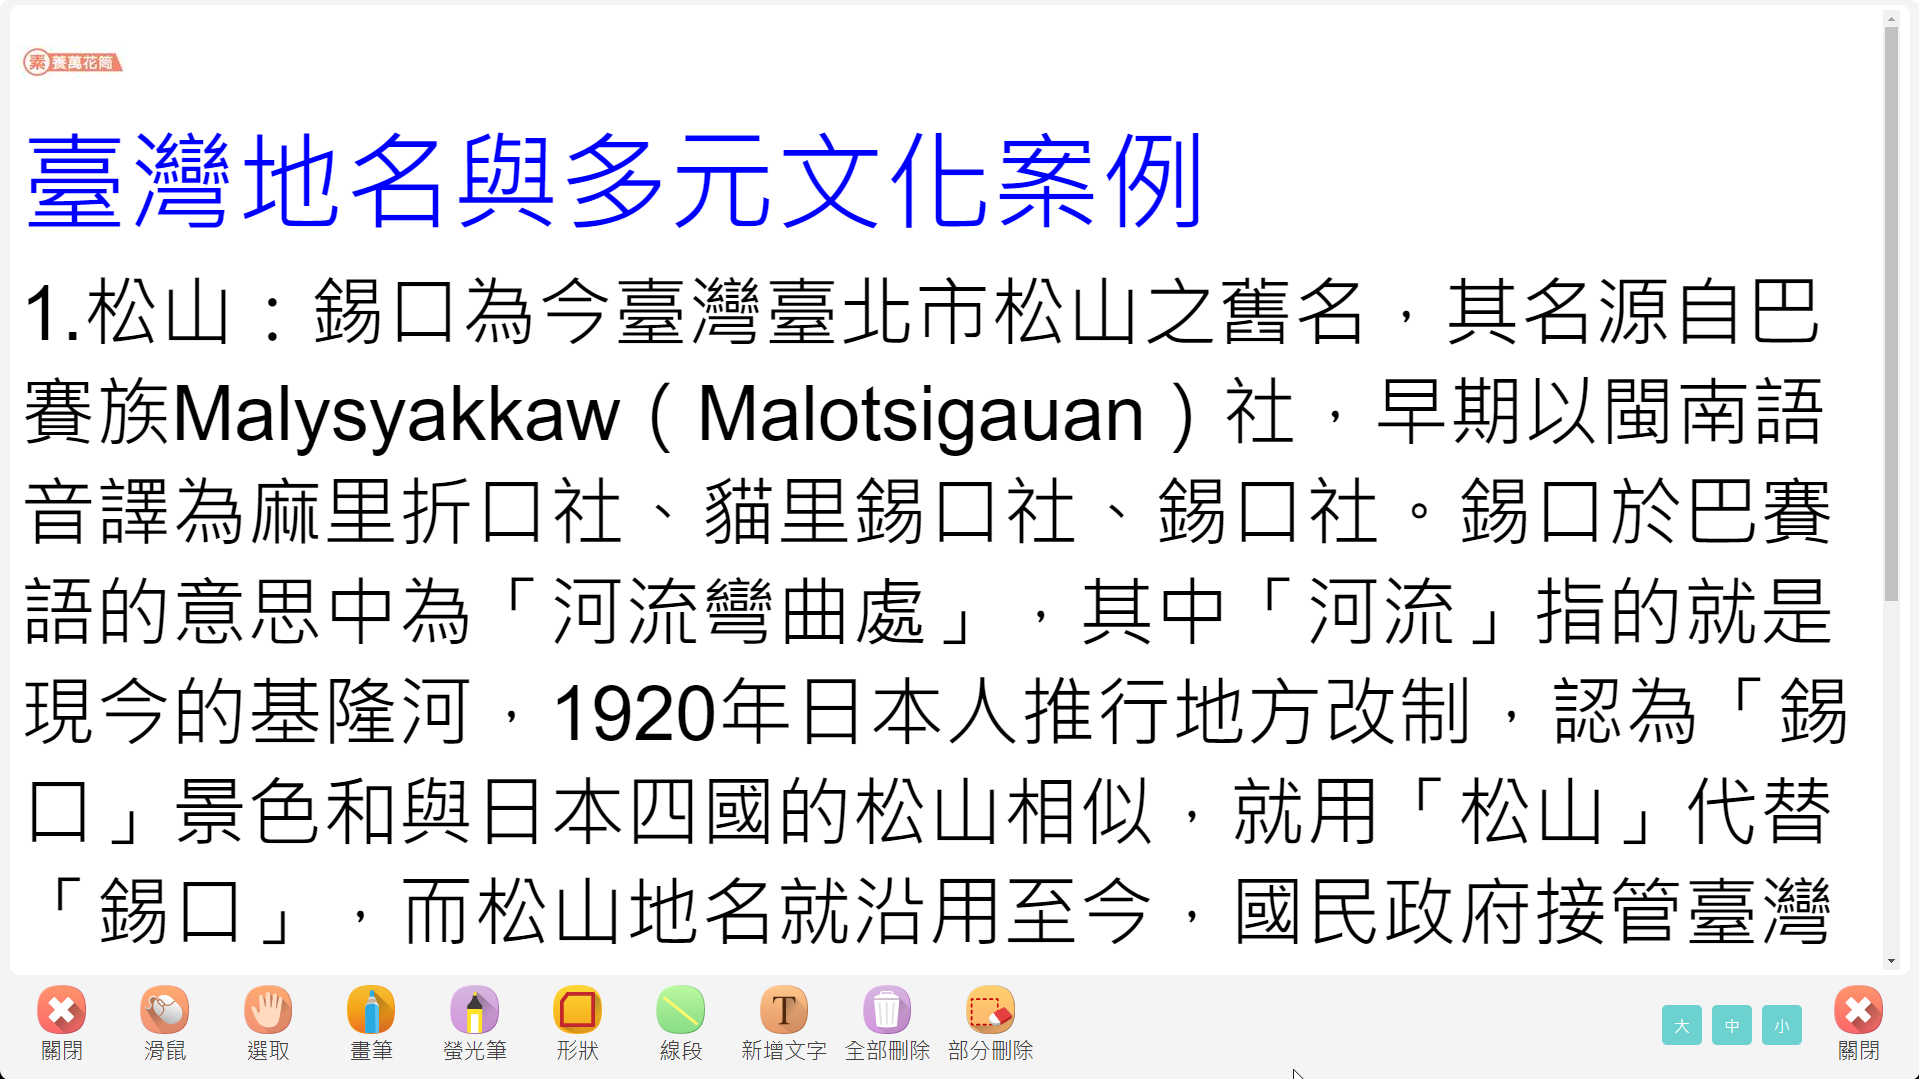 素養萬花筒
臺灣地名與多元文化案例
1.松山：錫口為今臺灣臺北市松山之舊名，其名源自巴
賽族Malysyakkaw（Malotsigauan）社，早期以閩南語
音譯為麻里折口社、貓里錫口社、錫口社。錫口於巴賽
語的意思中為「河流彎曲處」，其中「河流」指的就是
現今的基隆河，1920年日本人推行地方改制，認為「錫
口」景色和與日本四國的松山相似，就用「松山」代替
「錫口」，而松山地名就沿用至今，國民政府接管臺灣
關閉 滑鼠 選取 畫筆 螢光筆 形狀 線段 新增文字 全部刪除 部分刪除 大 中 小 關閉